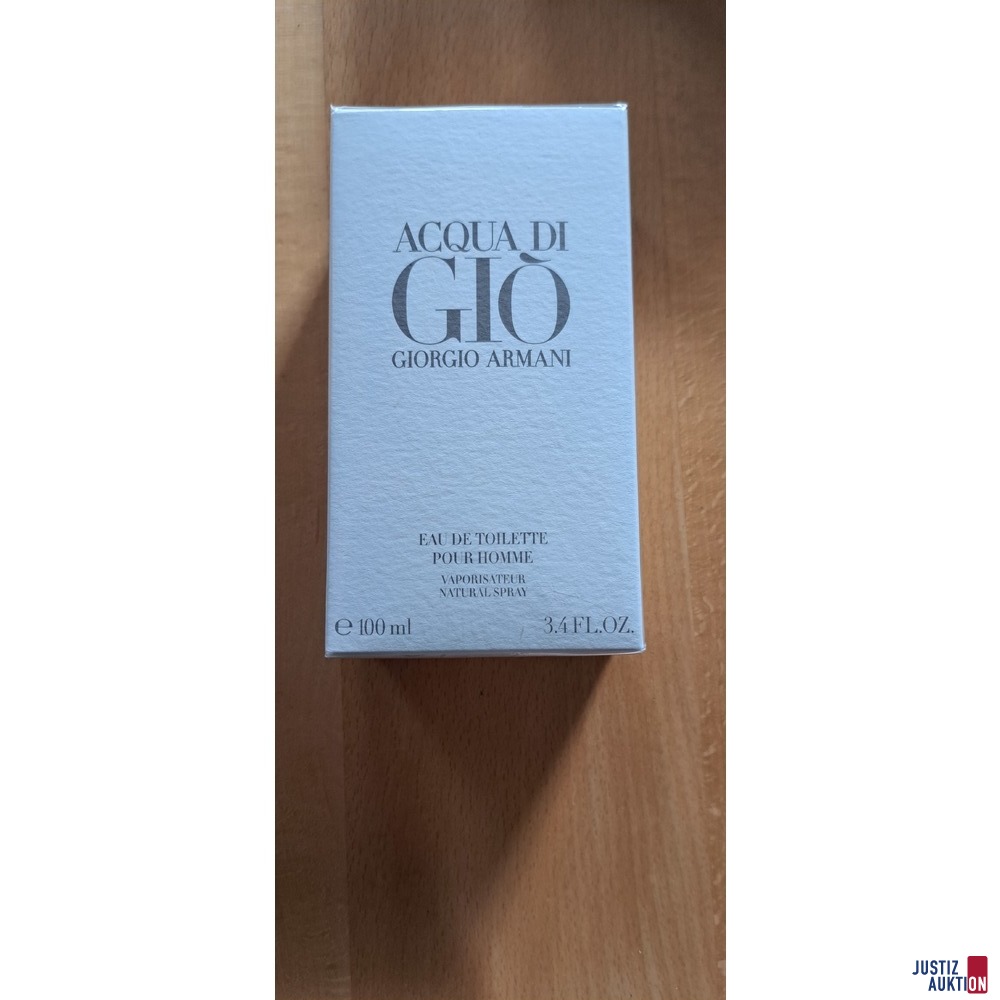 ACQUA DI
GIÒ
GIORGIO ARMANI
EAU DE TOILETTE
POUR HOMME
VAPORISATEUR
NATURAL SPRAY
e 100 ml 3.4 FL.OZ.
JUSTIZ
AUKTION